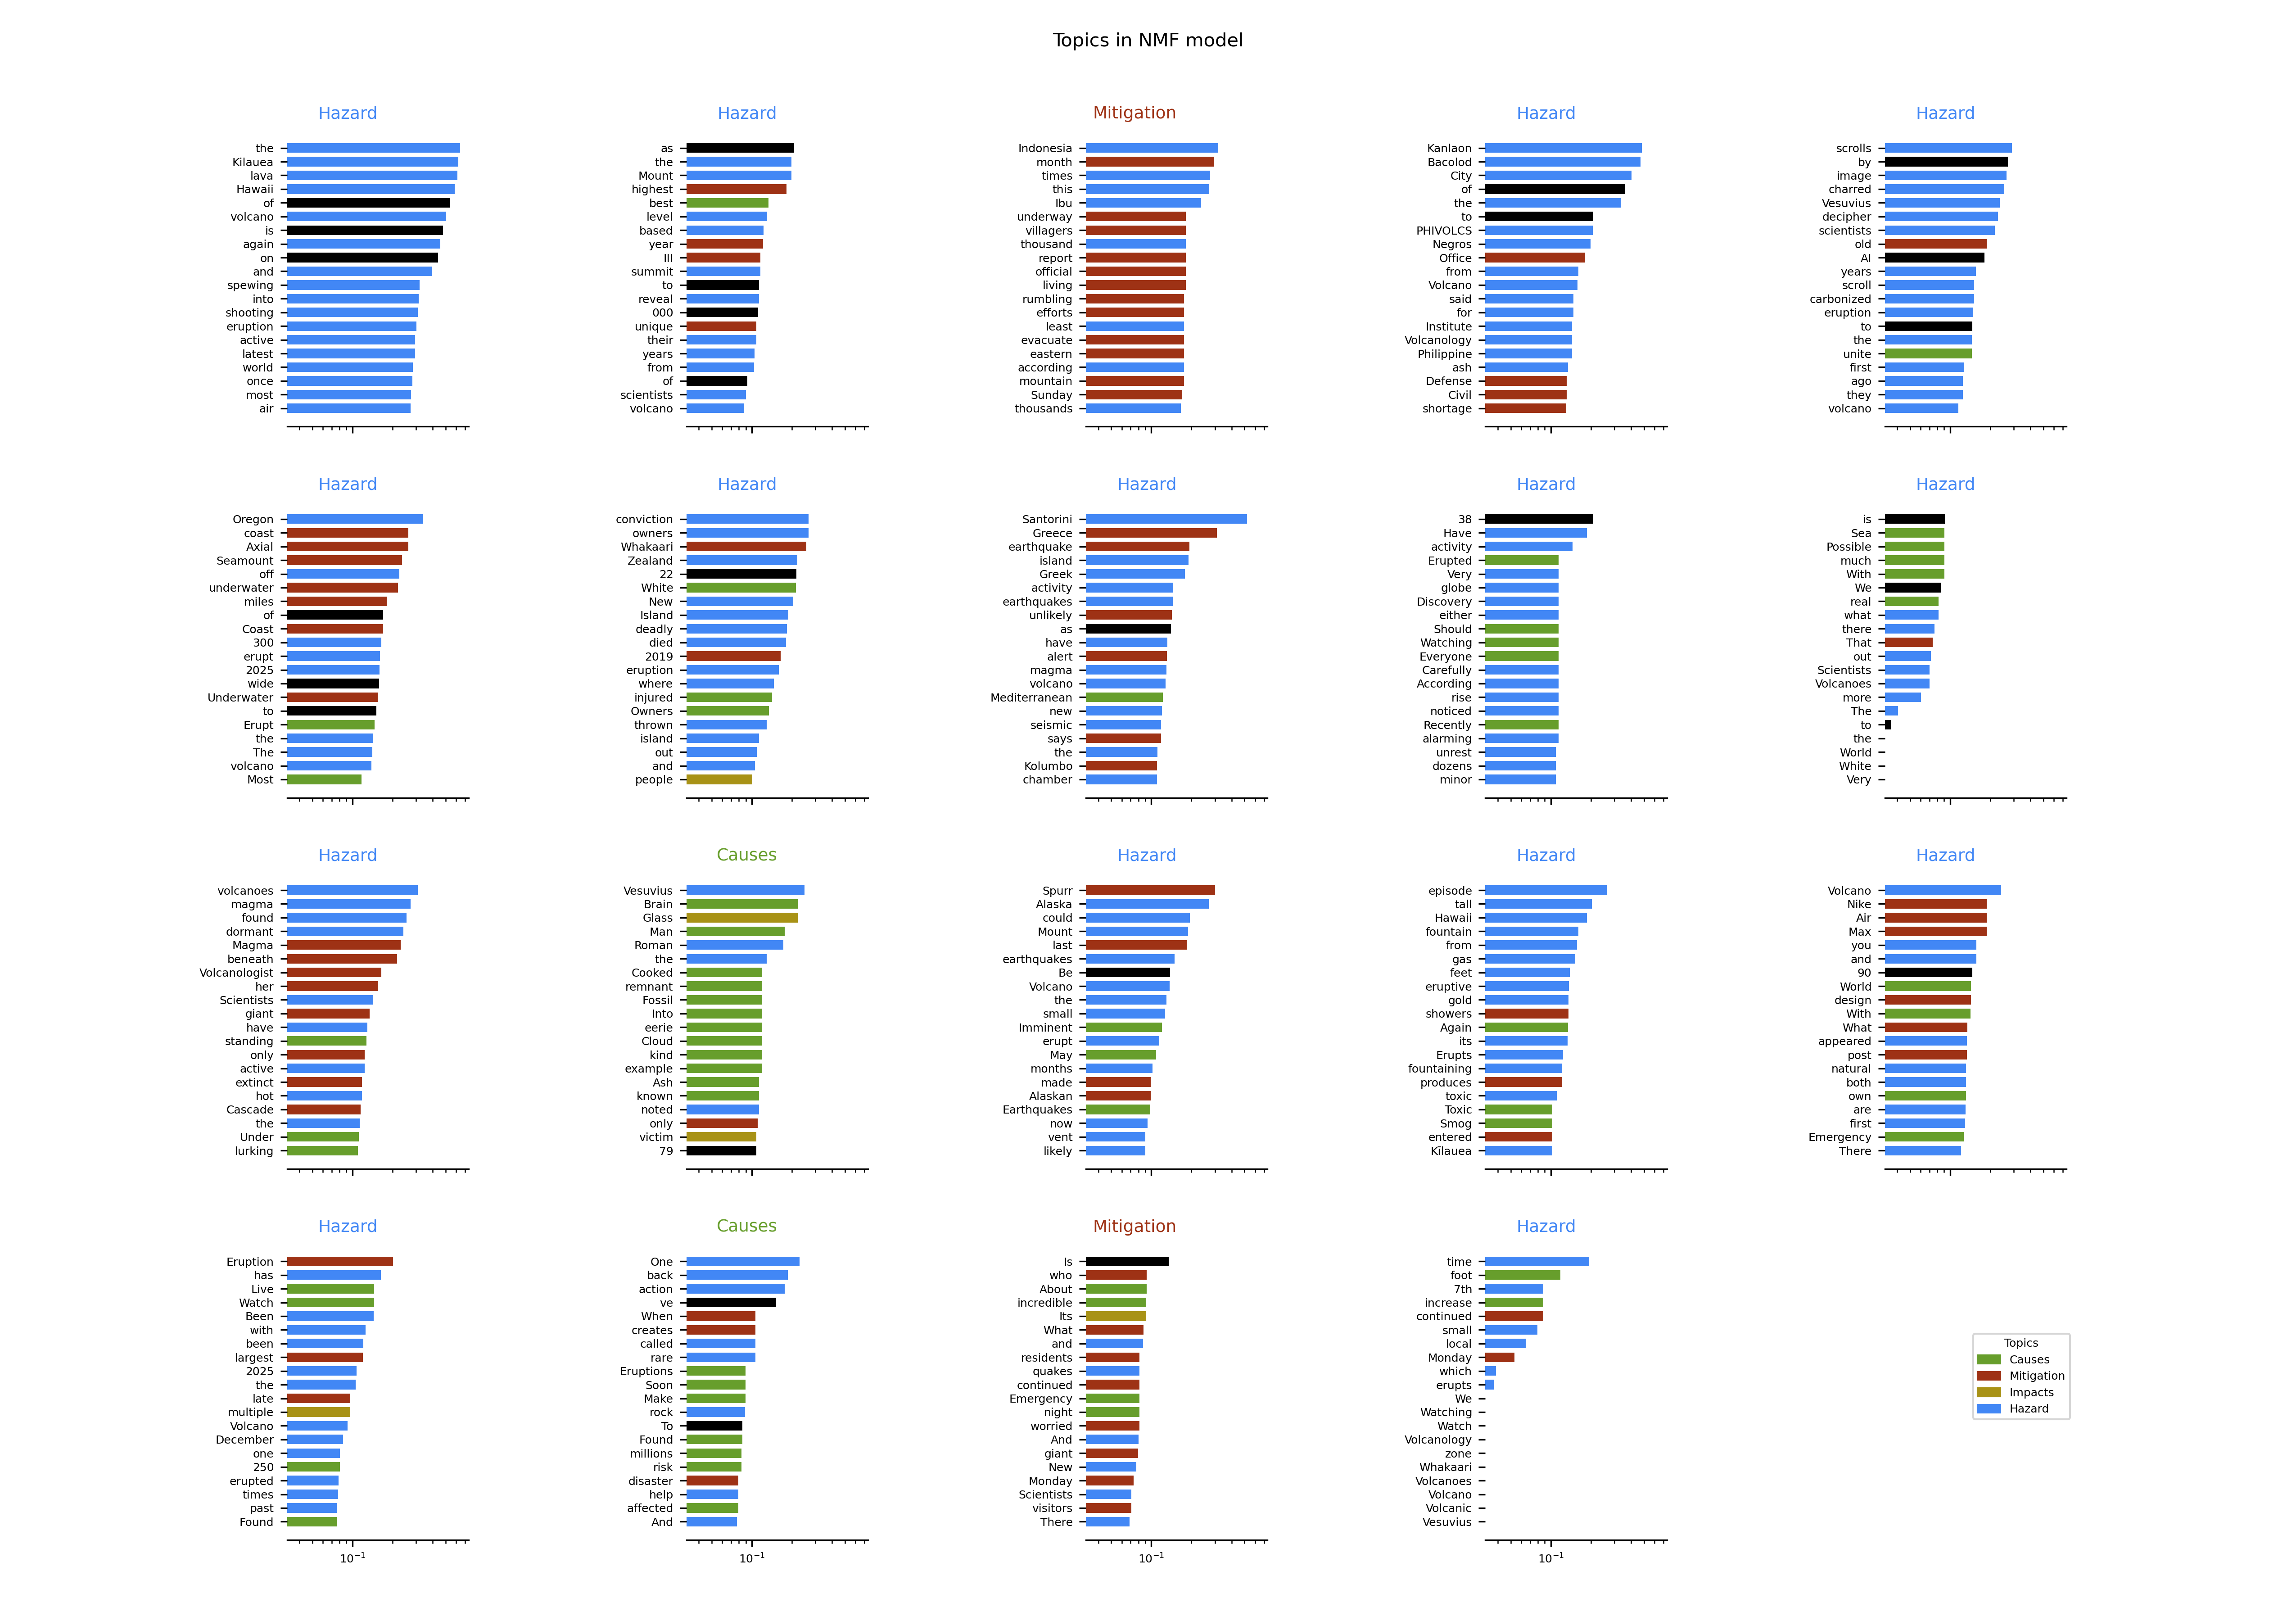 Topics in NMF model
Hazard
the
Kilauea
lava
Hawaii
of
volcano
is
again
on
and
spewing
into
shooting
eruption
active
latest
world
once
most
air
Hazard
as
the
Mount
highest
best
level
based
year
III
summit
to
reveal
000
unique
their
years
from
of
scientists
volcano
Mitigation
Indonesia
month
times
this
Ibu
underway
villagers
thousand
report
official
living
rumbling
efforts
least
evacuate
eastern
according
mountain
Sunday
thousands
Hazard
Kanlaon
Bacolod
City
of
the
to
PHIVOLCS
Negros
Office
from
Volcano
said
for
Institute
Volcanology
Philippine
ash
Defense
Civil
shortage
Hazard
scrolls
by
image
charred
Vesuvius
decipher
scientists
old
AI
years
scroll
carbonized
eruption
to
the
unite
first
ago
they
volcano
Hazard
Oregon
coast
Axial
Seamount
off
underwater
miles
of
Coast
300
erupt
2025
wide
Underwater
to
Erupt
the
The
volcano
Most
Hazard
conviction
owners
Whakaari
Zealand
22
White
New
Island
deadly
died
2019
eruption
where
injured
Owners
thrown
island
out
and
people
Hazard
Santorini
Greece
earthquake
island
Greek
activity
earthquakes
unlikely
as
have
alert
magma
volcano
Mediterranean
new
seismic
says
the
Kolumbo
chamber
Hazard
38
Have
activity
Erupted
Very
globe
Discovery
either
Should
Watching
Everyone
Carefully
According
rise
noticed
Recently
alarming
unrest
dozens
minor
Hazard
is
Sea
Possible
much
With
We
real
what
there
That
out
Scientists
Volcanoes
more
The
to
the
World
White
Very
Hazard
volcanoes
magma
found
dormant
Magma
beneath
Volcanologist
her
Scientists
giant
have
standing
only
active
extinct
hot
Cascade
the
Under
lurking
Causes
Vesuvius
Brain
Glass
Man
Roman
the
Cooked
remnant
Fossil
Into
eerie
Cloud
kind
example
Ash
known
noted
only
victim
79
Hazard
Spurr
Alaska
could
Mount
last
earthquakes
Be
Volcano
the
small
Imminent
erupt
May
months
made
Alaskan
Earthquakes
now
vent
likely
Hazard
episode
tall
Hawaii
fountain
from
gas
feet
eruptive
gold
showers
Again
its
Erupts
fountaining
produces
toxic
Toxic
Smog
entered
Kīlauea
Hazard
Volcano
Nike
Air
Max
you
and
90
World
design
With
What
appeared
post
natural
both
own
are
first
Emergency
There
Hazard
Eruption
has
Live
Watch
Been
with
been
largest
2025
the
late
multiple
Volcano
December
one
250
erupted
times
past
Found
10⁻¹
Causes
One
back
action
ve
When
creates
called
rare
Eruptions
Soon
Make
rock
To
Found
millions
risk
disaster
help
affected
And
10⁻¹
Mitigation
Is
who
About
incredible
Its
What
and
residents
quakes
continued
Emergency
night
worried
And
giant
New
Monday
Scientists
visitors
There
10⁻¹
Hazard
time
foot
7th
increase
continued
small
local
Monday
which
erupts
We
Watching
Watch
Volcanology
zone
Whakaari
Volcanoes
Volcano
Volcanic
Vesuvius
10⁻¹
Topics
Causes
Mitigation
Impacts
Hazard